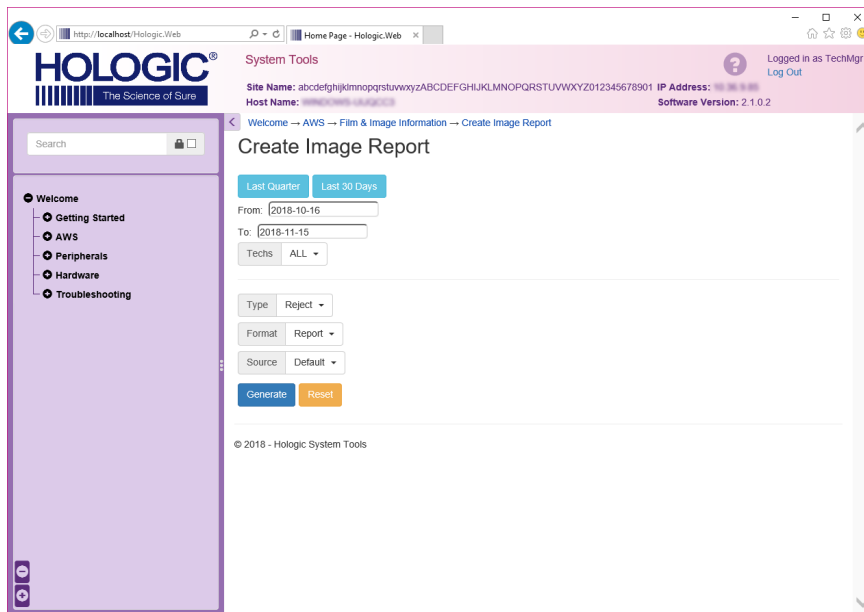 http://localhost/Hologic.Web
Home Page - Hologic.Web
HOLOGIC®
The Science of Sure
System Tools
Logged in as TechMgr
Log Out
Site Name: abcdefghijklmnopqrstuvwxyzABCDEFGHIJKLMNOPQRSTUVWXYZ012345678901 IP Address:
Host Name:
Software Version: 2.1.0.2
Welcome → AWS → Film & Image Information → Create Image Report
Search
Create Image Report
Last Quarter Last 30 Days
From: 2018-10-16
To: 2018-11-15
Techs ALL
Type Reject
Format Report
Source Default
Generate Reset
© 2018 - Hologic System Tools
Welcome
Getting Started
AWS
Peripherals
Hardware
Troubleshooting